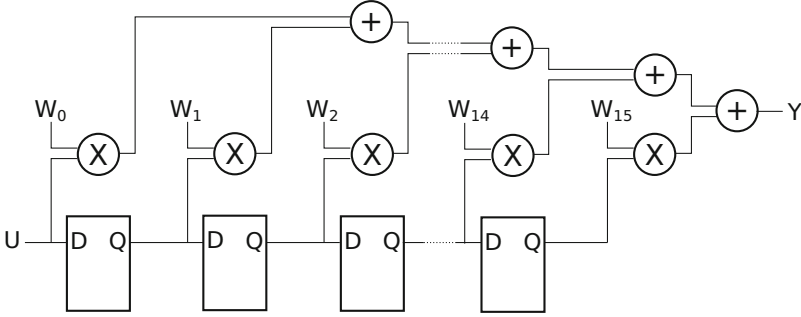 +
+
+
+ Y
W₀ W₁ W₂ W₁₄ W₁₅
X X X X X
U D Q D Q D Q D Q